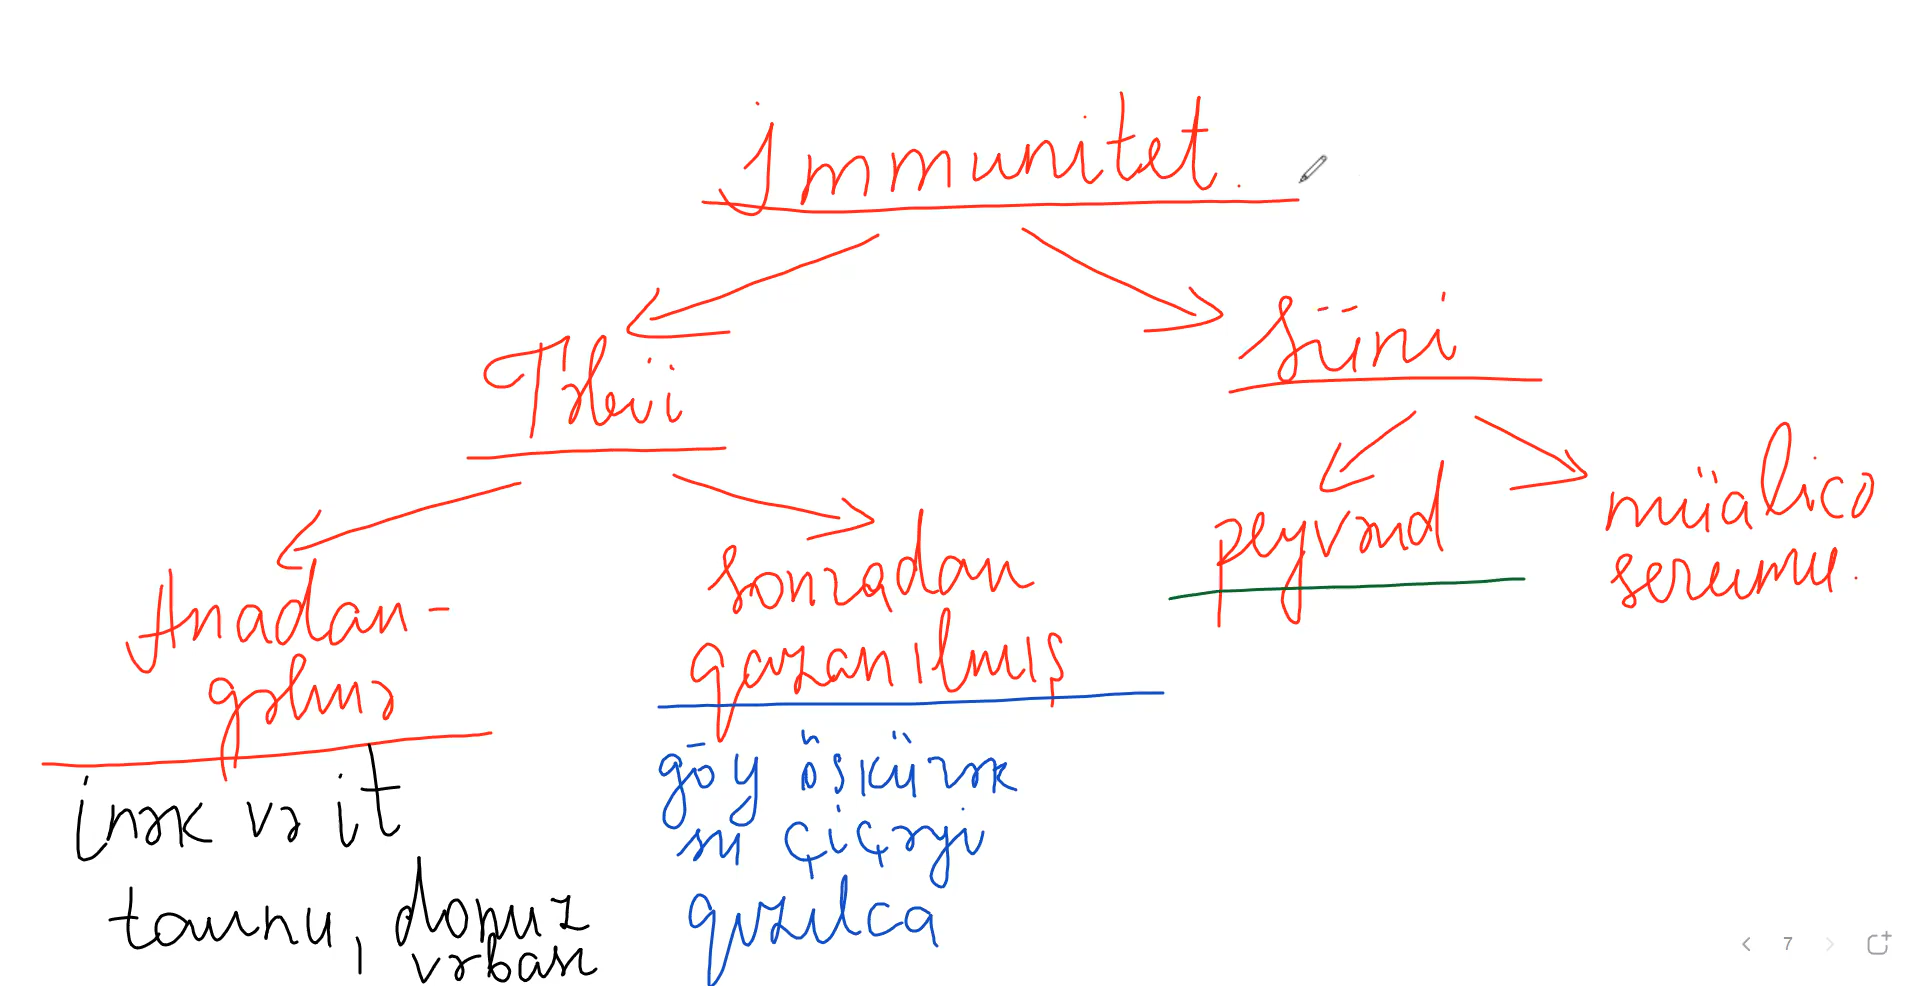 İmmunitet.
Təbii
Süni
Anadan-
gəlmə
sonradan
qazanılmış
peyvənd
müalicə
serumu.
inək və it
taunu, donuz
vəbası
göy öskürək
su çiçəyi
qızılca
7